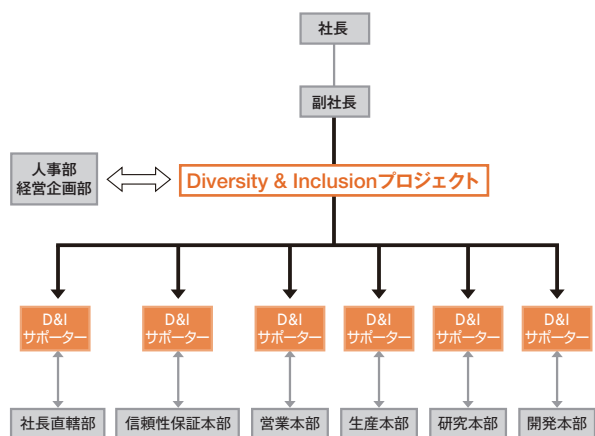 社長
副社長
人事部
経営企画部
Diversity & Inclusionプロジェクト
D&I
サポーター
D&I
サポーター
D&I
サポーター
D&I
サポーター
D&I
サポーター
D&I
サポーター
社長直轄部
信頼性保証本部
営業本部
生産本部
研究本部
開発本部